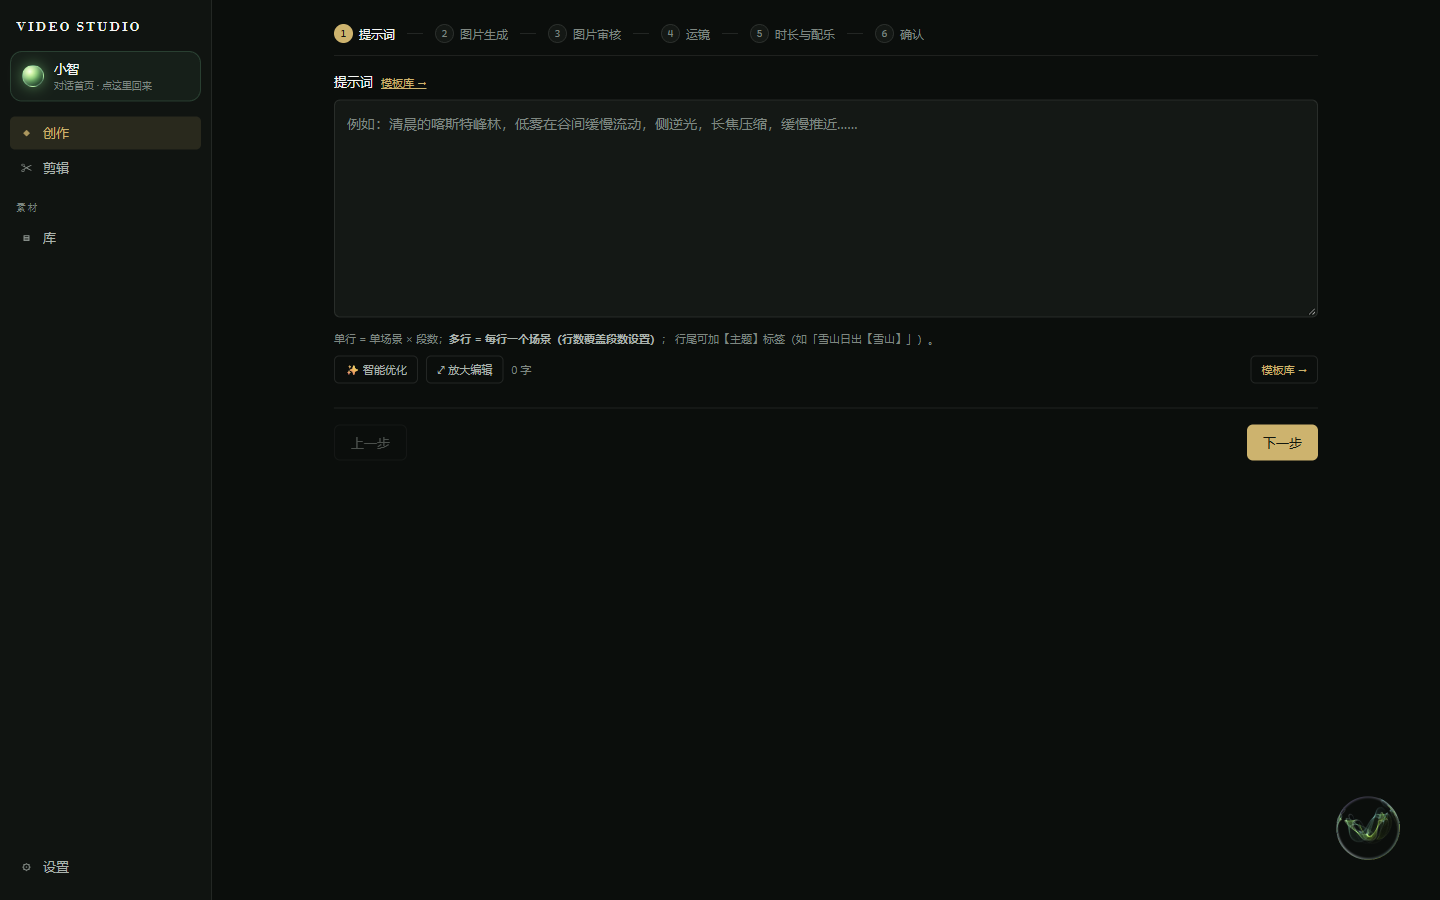 VIDEO STUDIO
小智
对话首页 · 点这里回来
创作
剪辑
素材
库
设置
1 提示词 2 图片生成 3 图片审核 4 运镜 5 时长与配乐 6 确认
提示词 模板库 →
例如：清晨的喀斯特峰林，低雾在谷间缓慢流动，侧逆光，长焦压缩，缓慢推近……
单行 = 单场景 × 段数；多行 = 每行一个场景（行数覆盖段数设置）； 行尾可加【主题】标签（如「雪山日出【雪山】」）。
✨ 智能优化 ⤢ 放大编辑 0 字 模板库 →
上一步 下一步